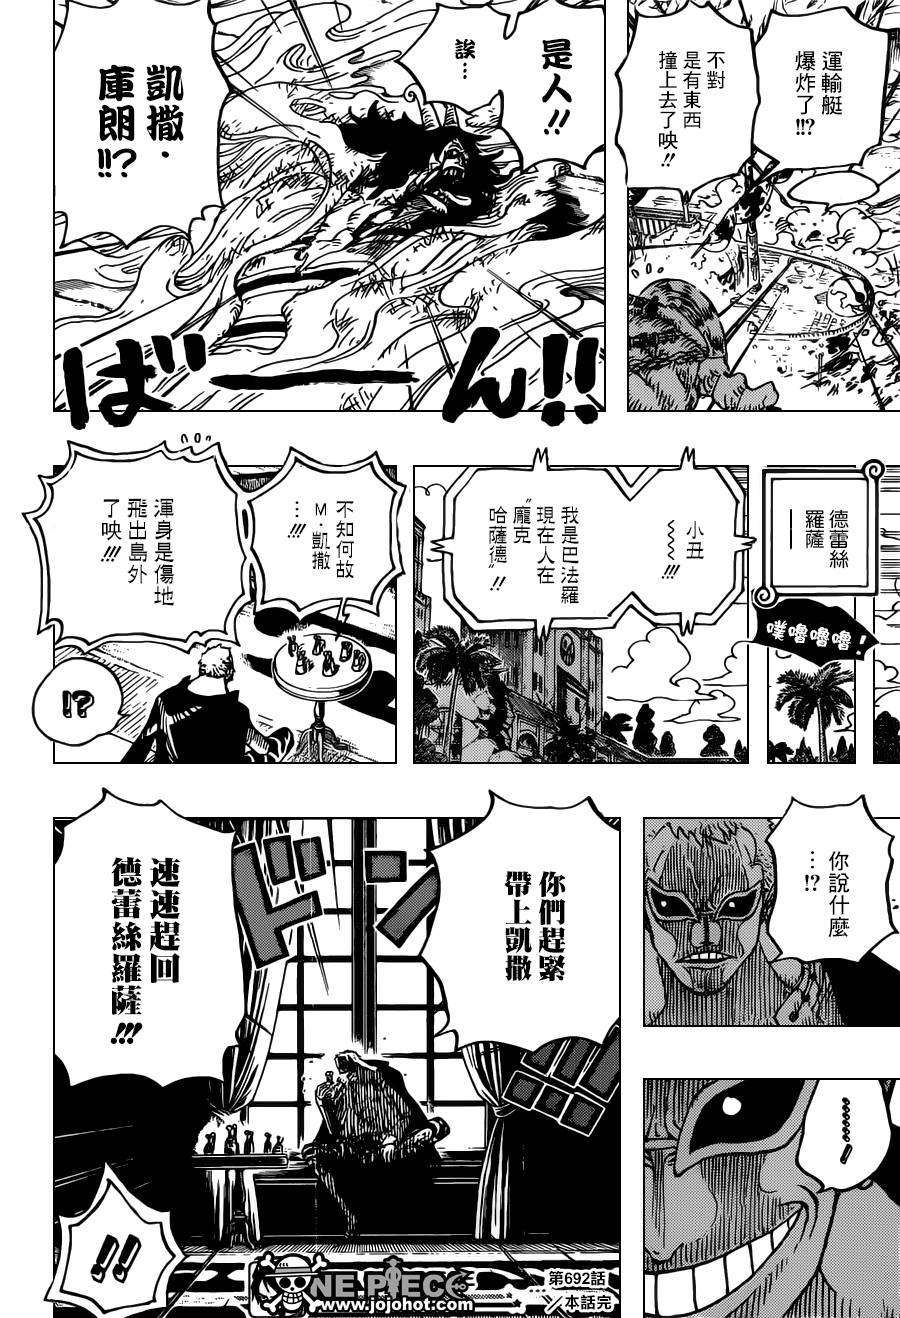 運輸艇
爆炸了!!?
不對
是有東西
撞上去了映!!
是人!!
誒…
凱撒・
庫朗!!?
ばーーん!!
德蕾絲
羅薩
——
噗嚕嚕嚕!
小丑
~~~!!!
我是巴法羅
現在人在
〝龐克
哈薩德〞!!
不知何故
M・凱撒
…!!!
渾身是傷地
飛出島外
了映!!!
!?
你說什麼
…!?
………!
你們趕緊
帶上凱撒
速速趕回
德蕾絲羅薩!!!
ドン
!!!
!!
ONE PIECE
第692話
本話完
www.jojohot.com